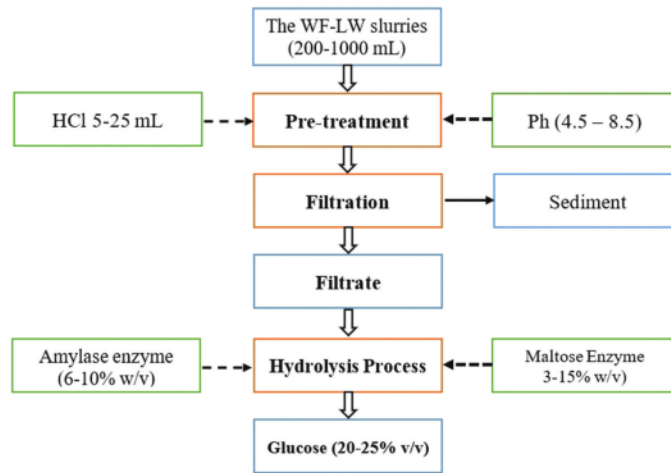 The WF-LW slurries
(200-1000 mL)
HCl 5-25 mL
Pre-treatment
Ph (4.5 – 8.5)
Filtration
Sediment
Filtrate
Amylase enzyme
(6-10% w/v)
Hydrolysis Process
Maltose Enzyme
3-15% w/v)
Glucose (20-25% v/v)